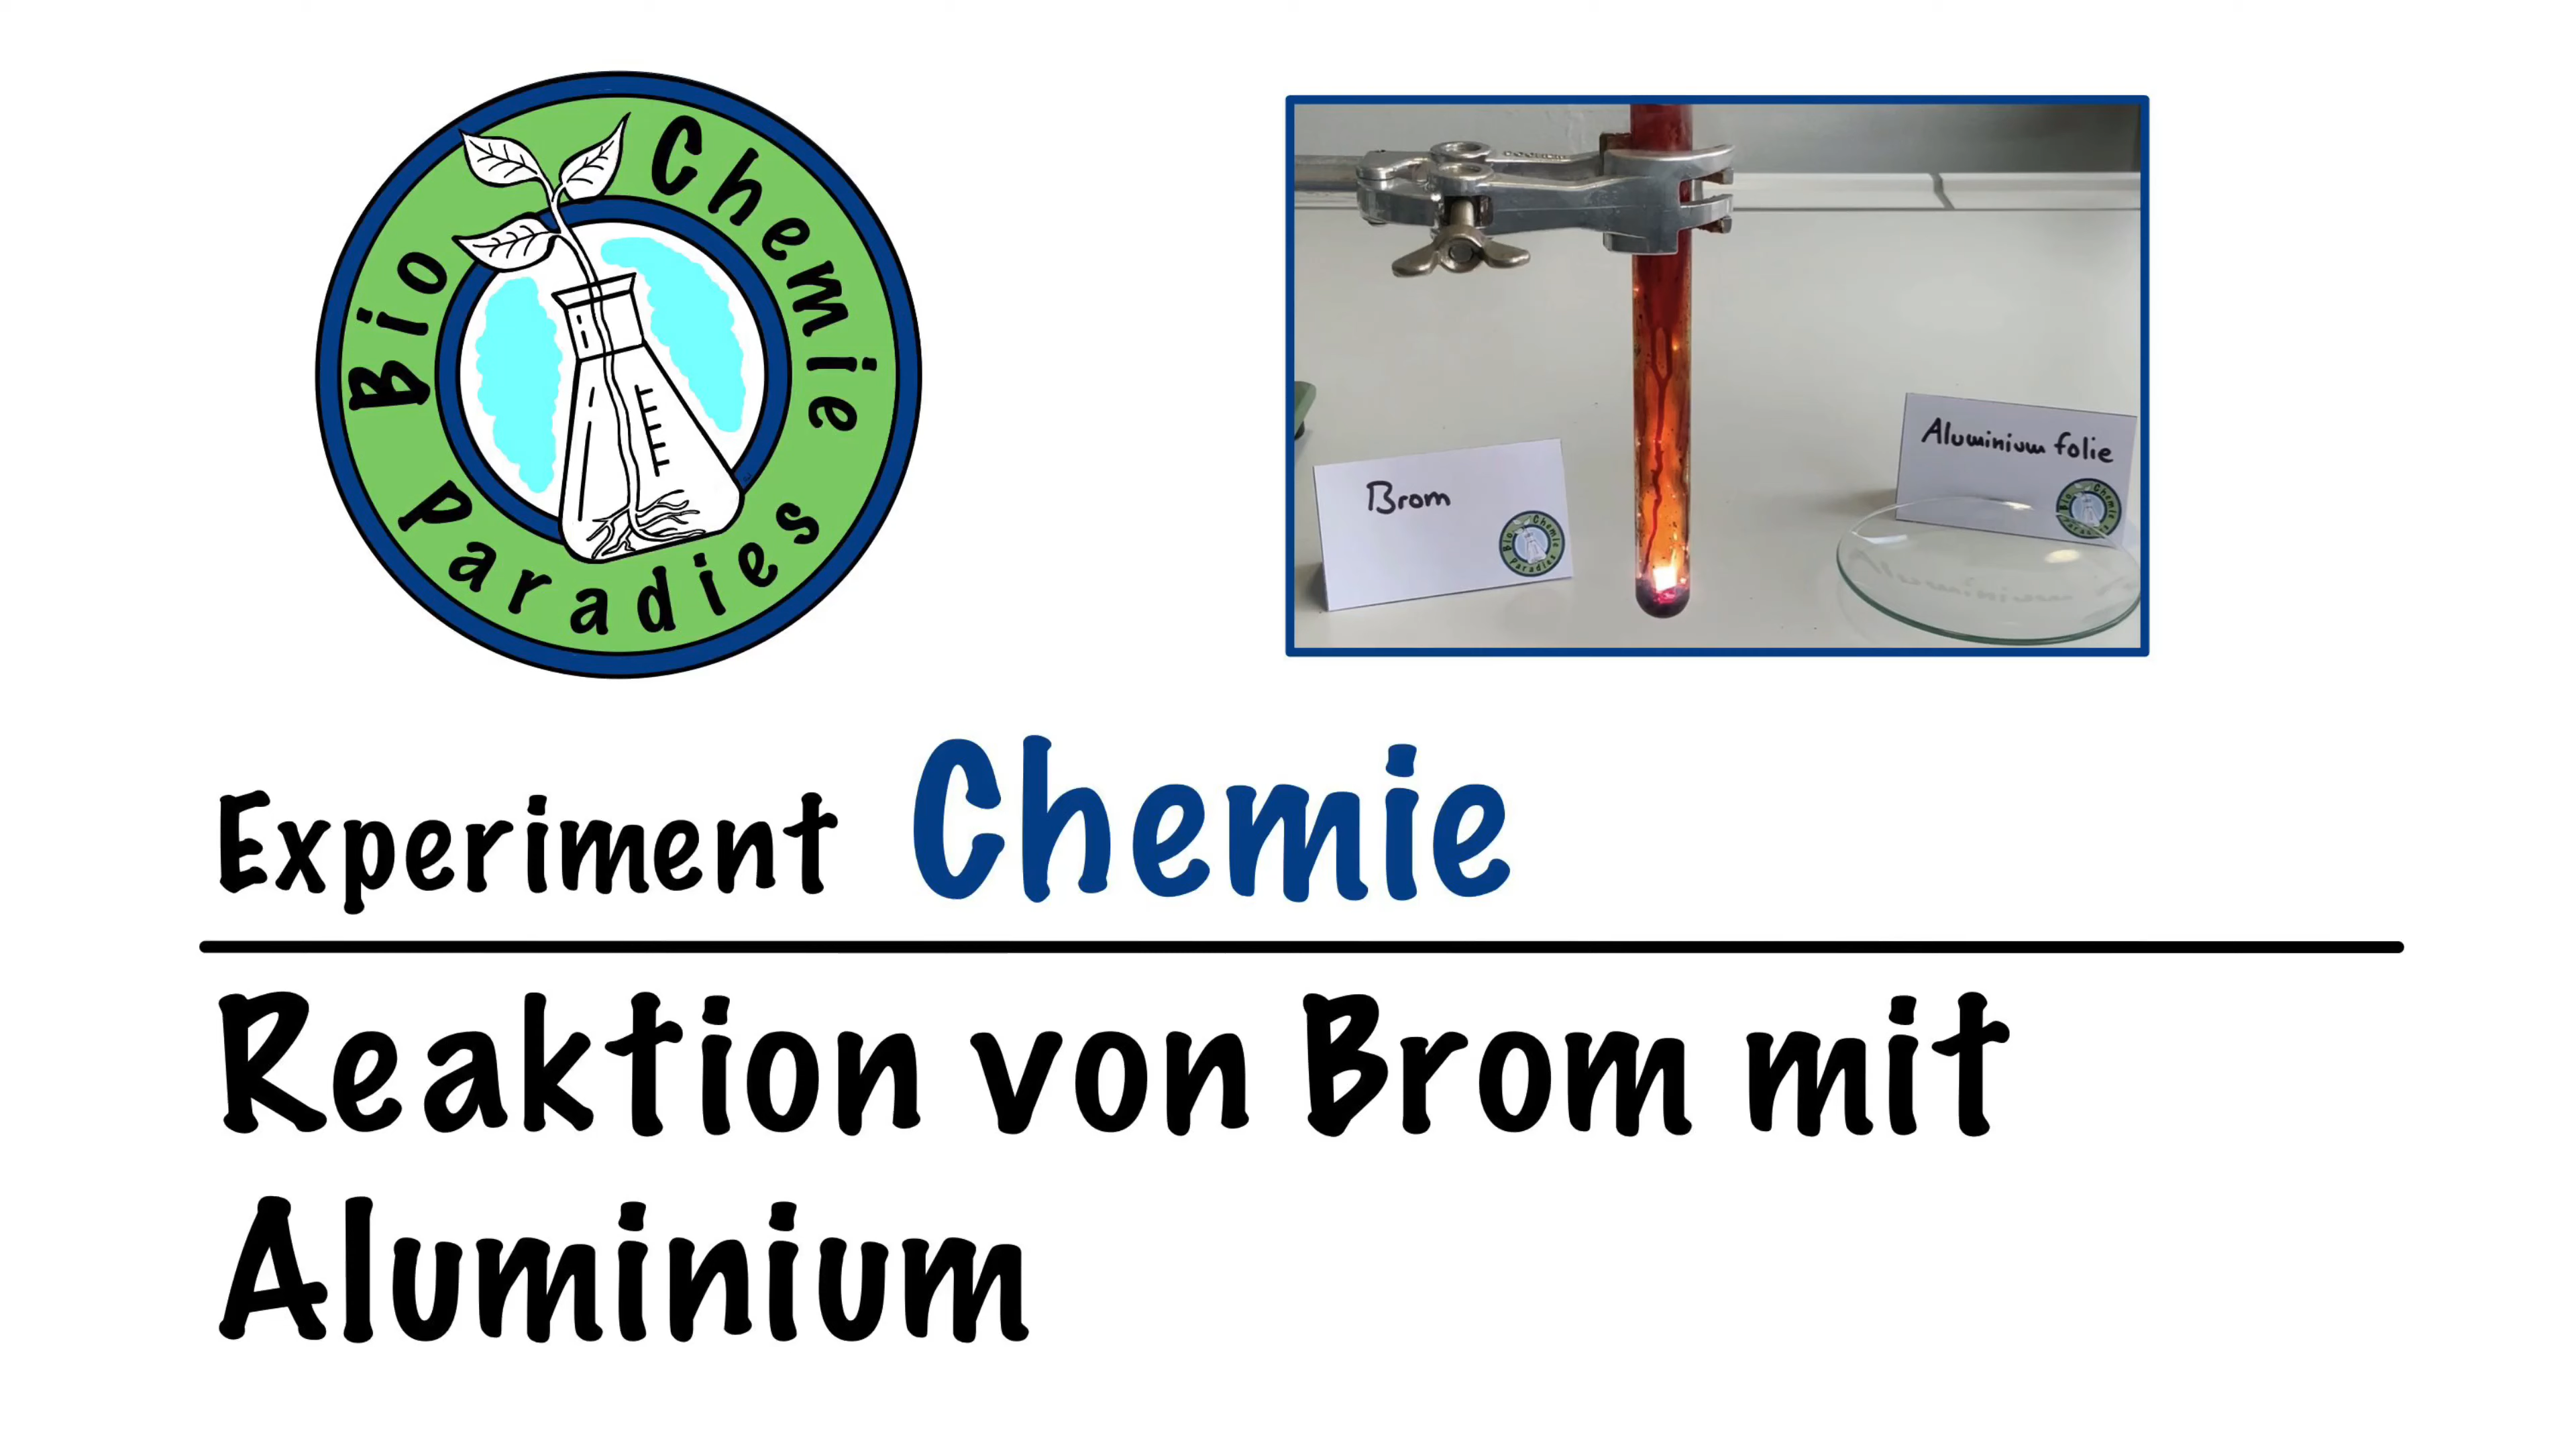 Bio Chemie
Paradies
Brom
Aluminium folie
Experiment Chemie
Reaktion von Brom mit
Aluminium